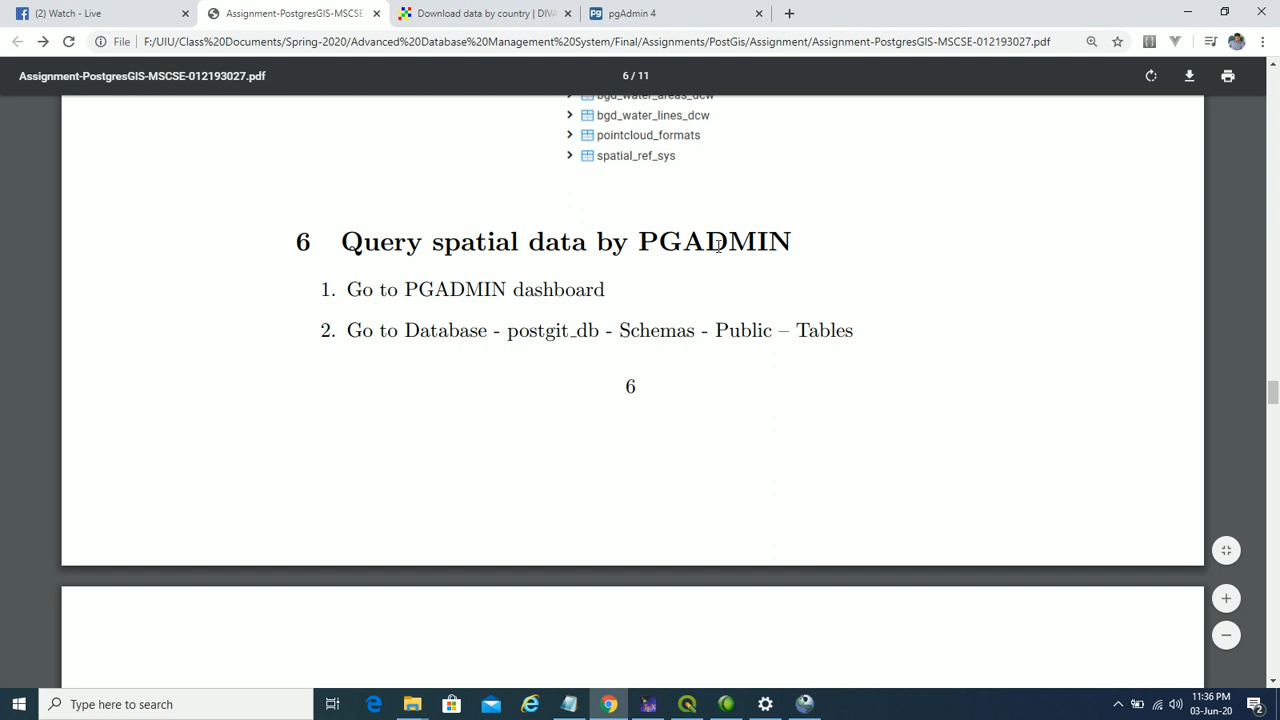 (2) Watch - Live
Assignment-PostgresGIS-MSCSE
Download data by country | DIVA
Pg pgAdmin 4
File F:/UIU/Class%20Documents/Spring-2020/Advanced%20Database%20Management%20System/Final/Assignments/PostGis/Assignment/Assignment-PostgresGIS-MSCSE-012193027.pdf
Assignment-PostgresGIS-MSCSE-012193027.pdf
6 / 11
bgd_water_areas_dcw
bgd_water_lines_dcw
pointcloud_formats
spatial_ref_sys
6 Query spatial data by PGADMIN
1. Go to PGADMIN dashboard
2. Go to Database - postgit_db - Schemas - Public – Tables
6
Type here to search
11:36 PM
03-Jun-20
2